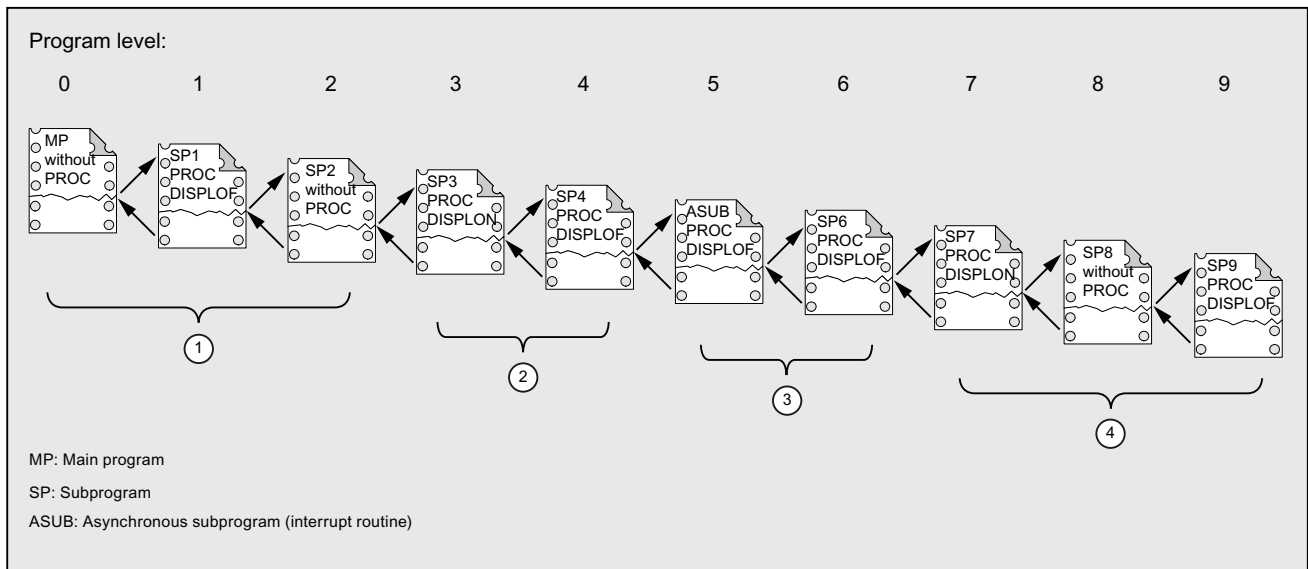 Program level:
0 1 2 3 4 5 6 7 8 9
MP
without
PROC
SP1
PROC
DISPLOF
SP2
without
PROC
SP3
PROC
DISPLON
SP4
PROC
DISPLOF
ASUB
PROC
DISPLOF
SP6
PROC
DISPLOF
SP7
PROC
DISPLON
SP8
without
PROC
SP9
PROC
DISPLOF
1
2
3
4
MP: Main program
SP: Subprogram
ASUB: Asynchronous subprogram (interrupt routine)